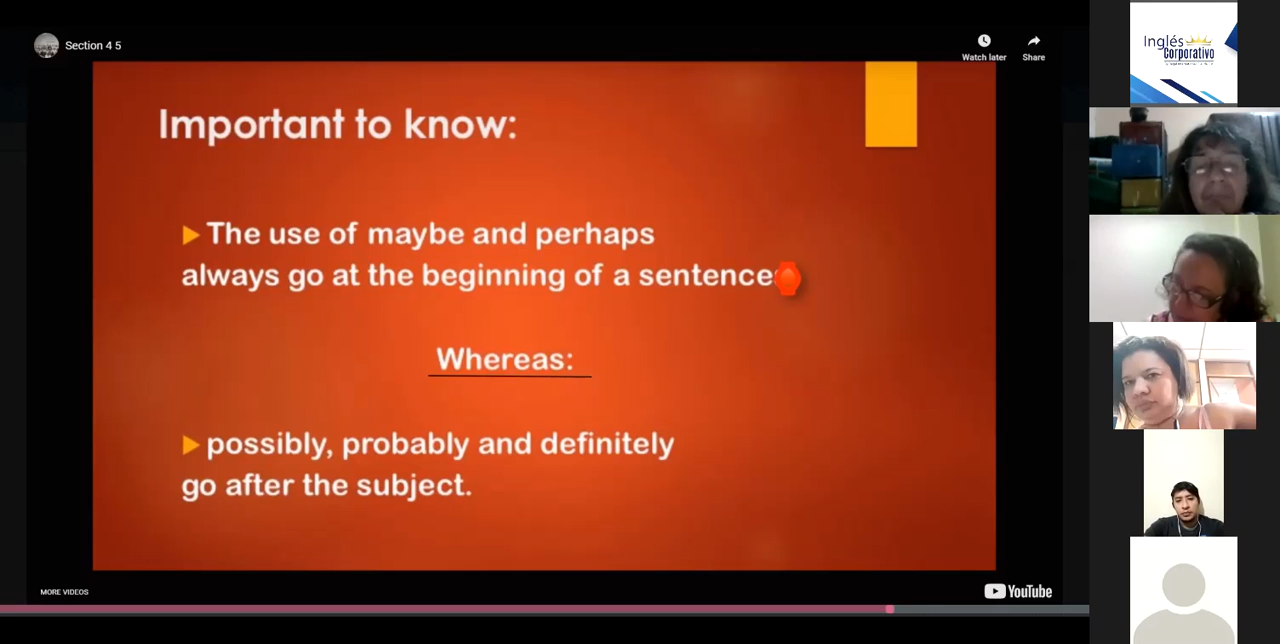 Section 4 5
Watch later
Share
Important to know:
The use of maybe and perhaps
always go at the beginning of a sentence
Whereas:
possibly, probably and definitely
go after the subject.
MORE VIDEOS
YouTube
Inglés
Corporativo